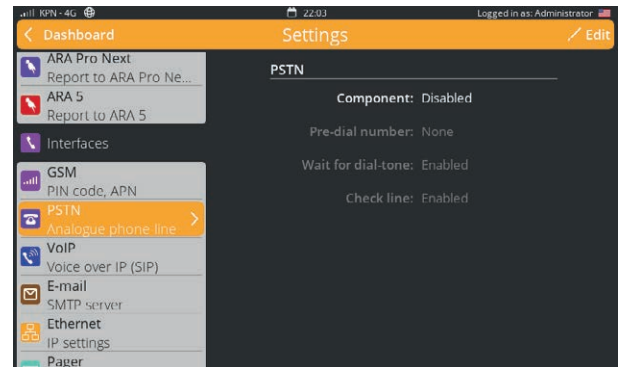 KPN - 4G 22:03 Logged in as: Administrator
Dashboard Settings Edit
ARA Pro Next
Report to ARA Pro Ne...
ARA 5
Report to ARA 5
Interfaces
GSM
PIN code, APN
PSTN
Analogue phone line
VoIP
Voice over IP (SIP)
E-mail
SMTP server
Ethernet
IP settings
Pager
PSTN
Component: Disabled
Pre-dial number: None
Wait for dial-tone: Enabled
Check line: Enabled